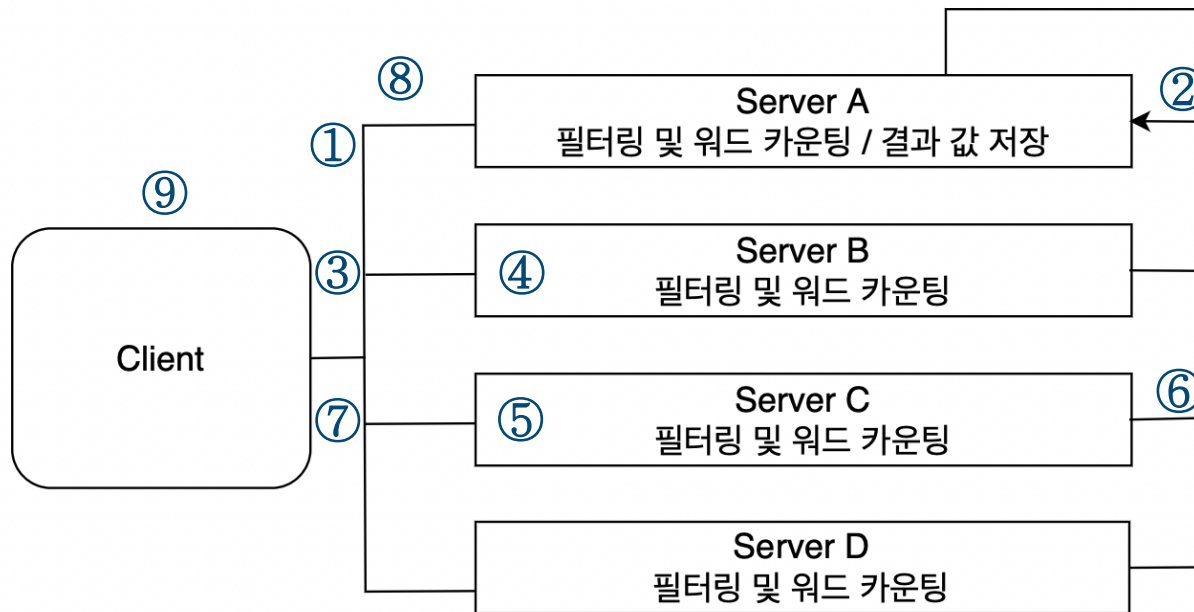 ⑧
Server A
②
필터링 및 워드 카운팅 / 결과 값 저장
①
⑨
Server B
③
④
필터링 및 워드 카운팅
Client
Server C
⑥
⑦
⑤
필터링 및 워드 카운팅
Server D
필터링 및 워드 카운팅